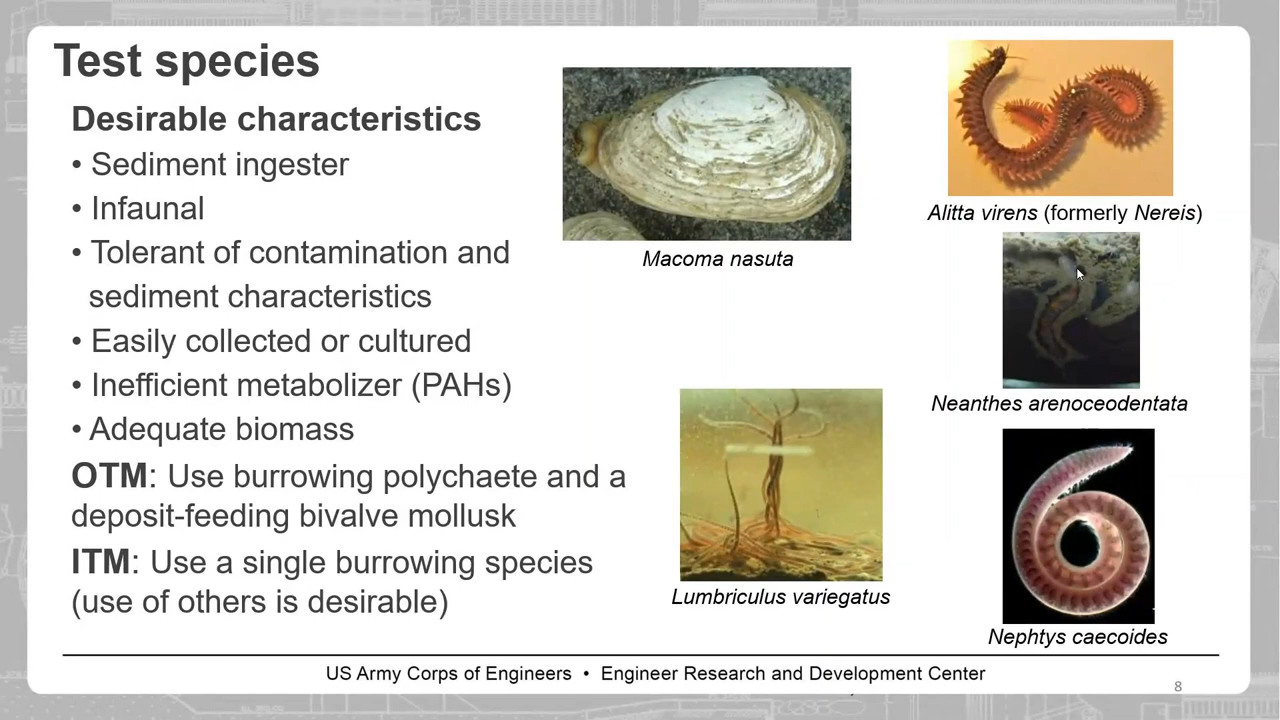 Test species
Desirable characteristics
• Sediment ingester
• Infaunal
• Tolerant of contamination and
sediment characteristics
• Easily collected or cultured
• Inefficient metabolizer (PAHs)
• Adequate biomass
OTM: Use burrowing polychaete and a
deposit-feeding bivalve mollusk
ITM: Use a single burrowing species
(use of others is desirable)
Macoma nasuta
Lumbriculus variegatus
Alitta virens (formerly Nereis)
Neanthes arenoceodentata
Nephtys caecoides
US Army Corps of Engineers • Engineer Research and Development Center
8